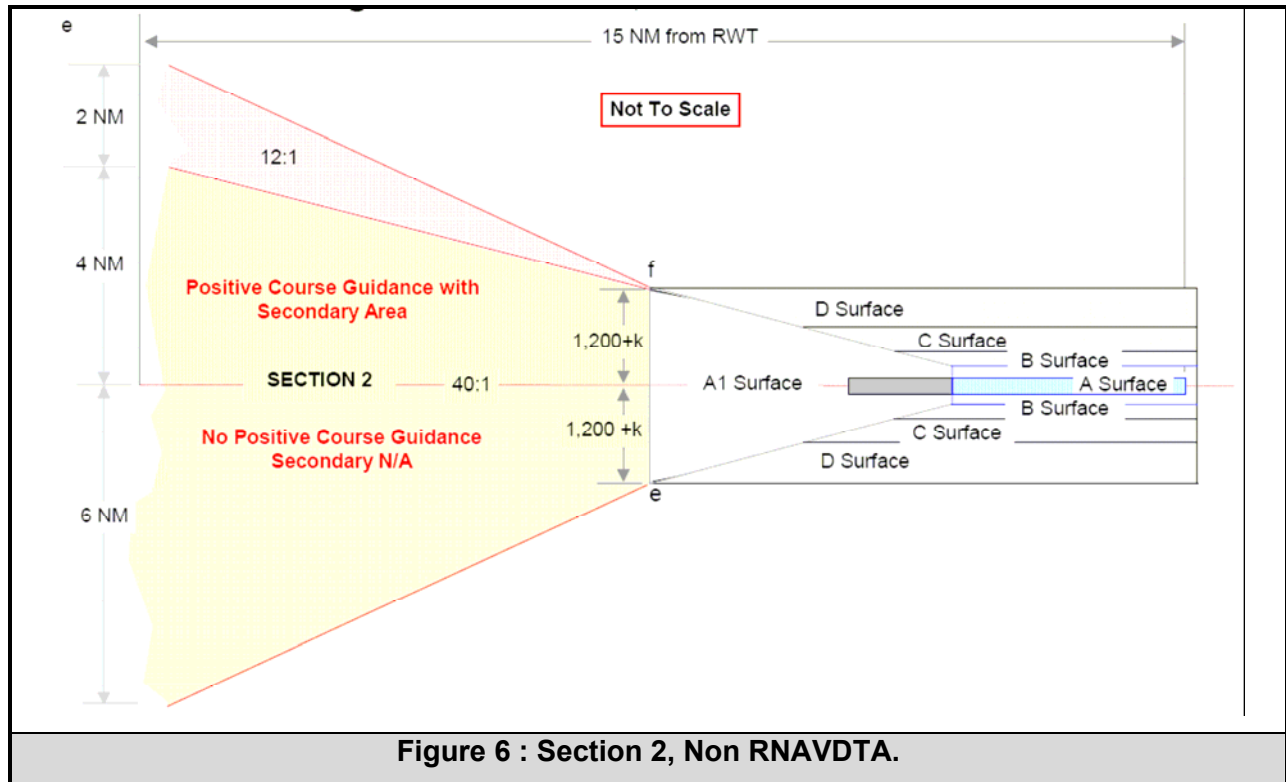 e
15 NM from RWT
2 NM
Not To Scale
12:1
4 NM
f
Positive Course Guidance with
Secondary Area
D Surface
1,200+k
C Surface
B Surface
SECTION 2
40:1
A1 Surface
A Surface
B Surface
1,200 +k
No Positive Course Guidance
Secondary N/A
C Surface
D Surface
e
6 NM
Figure 6 : Section 2, Non RNAVDTA.